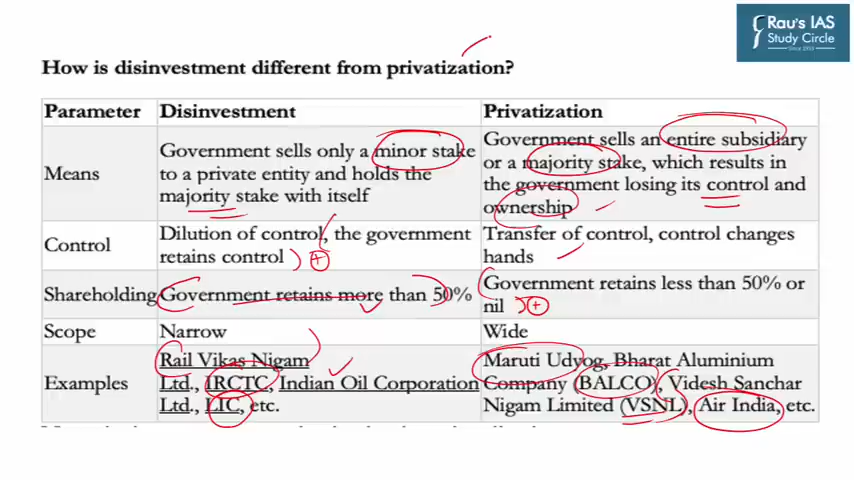 Rau's IAS
Study Circle
Since 1953
How is disinvestment different from privatization?
Parameter Disinvestment Privatization
Means
Government sells only a minor stake
to a private entity and holds the
majority stake with itself
Government sells an entire subsidiary
or a majority stake, which results in
the government losing its control and
ownership
Control
Dilution of control, the government
retains control
Transfer of control, control changes
hands
Shareholding
Government retains more than 50%
Government retains less than 50% or
nil
Scope Narrow Wide
Examples
Rail Vikas Nigam
Ltd., IRCTC, Indian Oil Corporation
Ltd., LIC, etc.
Maruti Udyog, Bharat Aluminium
Company (BALCO), Videsh Sanchar
Nigam Limited (VSNL), Air India, etc.